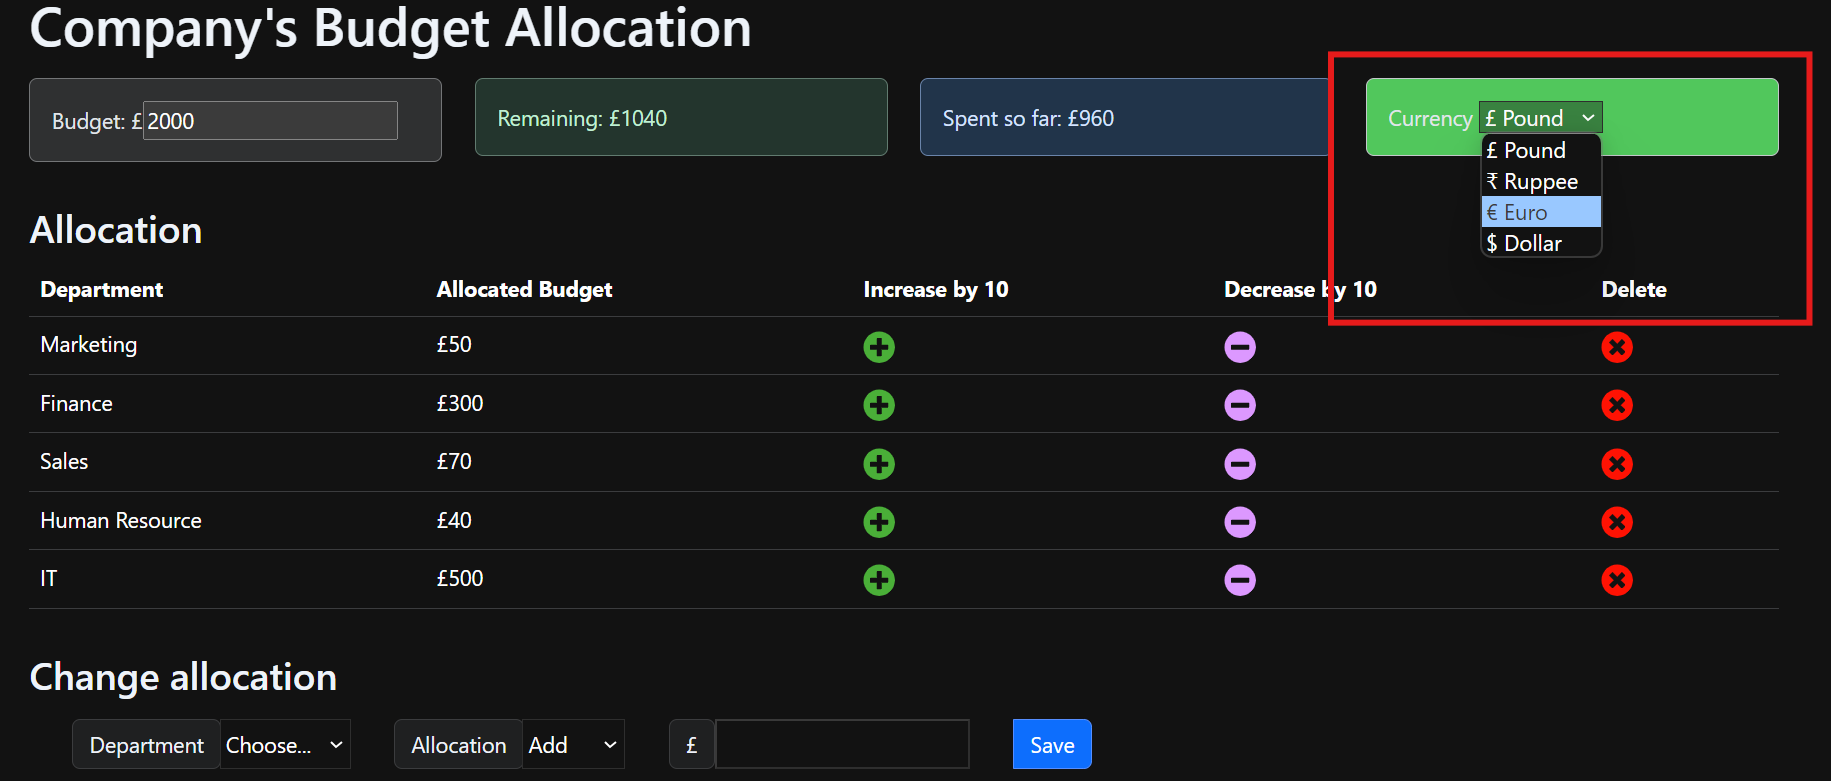 Company's Budget Allocation
Budget: £ 2000
Remaining: £1040
Spent so far: £960
Currency £ Pound
£ Pound
₹ Ruppee
€ Euro
$ Dollar
Allocation
Department Allocated Budget Increase by 10 Decrease by 10 Delete
Marketing £50
Finance £300
Sales £70
Human Resource £40
IT £500
Change allocation
Department Choose... Allocation Add £ Save